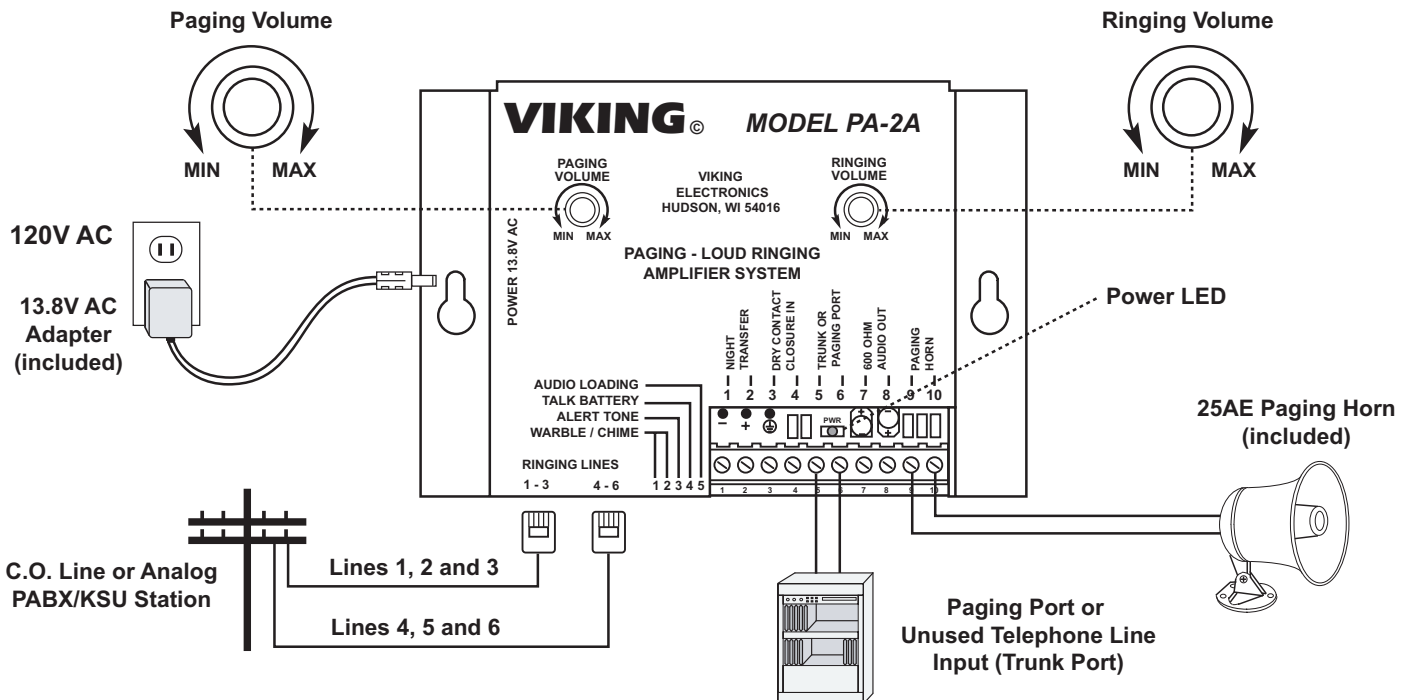 Paging Volume
Ringing Volume
MIN
MAX
MIN
MAX
VIKING ©
MODEL PA-2A
PAGING
VOLUME
MIN
MAX
VIKING
ELECTRONICS
HUDSON, WI 54016
RINGING
VOLUME
MIN
MAX
120V AC
13.8V AC
Adapter
(included)
POWER 13.8V AC
PAGING - LOUD RINGING
AMPLIFIER SYSTEM
Power LED
NIGHT
TRANSFER
DRY CONTACT
CLOSURE IN
TRUNK OR
PAGING PORT
600 OHM
AUDIO OUT
PAGING
HORN
1 2 3 4 5 6 7 8 9 10
AUDIO LOADING
TALK BATTERY
ALERT TONE
WARBLE / CHIME
− +
PWR
+ −
− +
RINGING LINES
1 - 3
4 - 6
1 2 3 4 5
1 2 3 4 5 6 7 8 9 10
25AE Paging Horn
(included)
C.O. Line or Analog
PABX/KSU Station
Lines 1, 2 and 3
Lines 4, 5 and 6
Paging Port or
Unused Telephone Line
Input (Trunk Port)